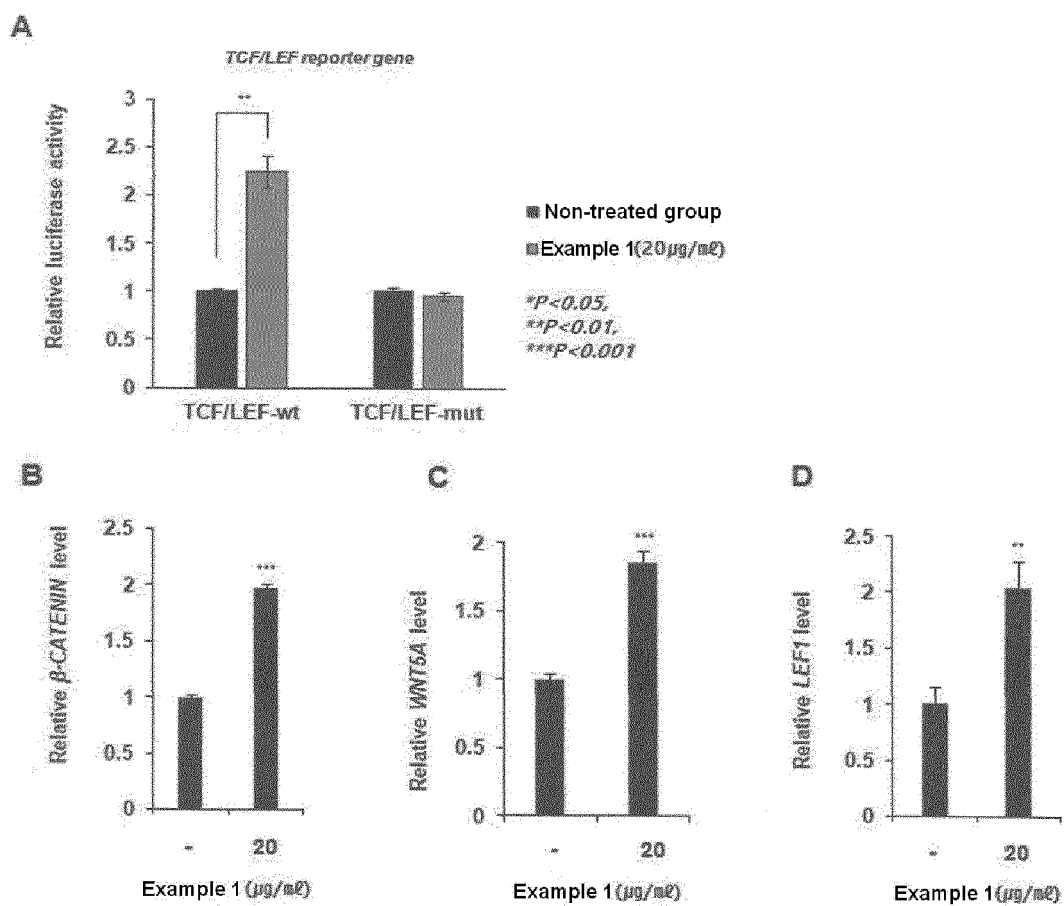 A
TCF/LEF reporter gene
Relative luciferase activity
3
2.5
2
1.5
1
0.5
0
**
TCF/LEF-wt
TCF/LEF-mut
Non-treated group
Example 1(20μg/㎖)
*P<0.05,
**P<0.01,
***P<0.001
B
Relative β-CATENIN level
2.5
2
1.5
1
0.5
0
***
- 20
Example 1 (μg/㎖)
C
Relative WNT5A level
2
1.5
1
0.5
0
***
- 20
Example 1 (μg/㎖)
D
Relative LEF1 level
2.5
2
1.5
1
0.5
0
**
- 20
Example 1 (μg/㎖)